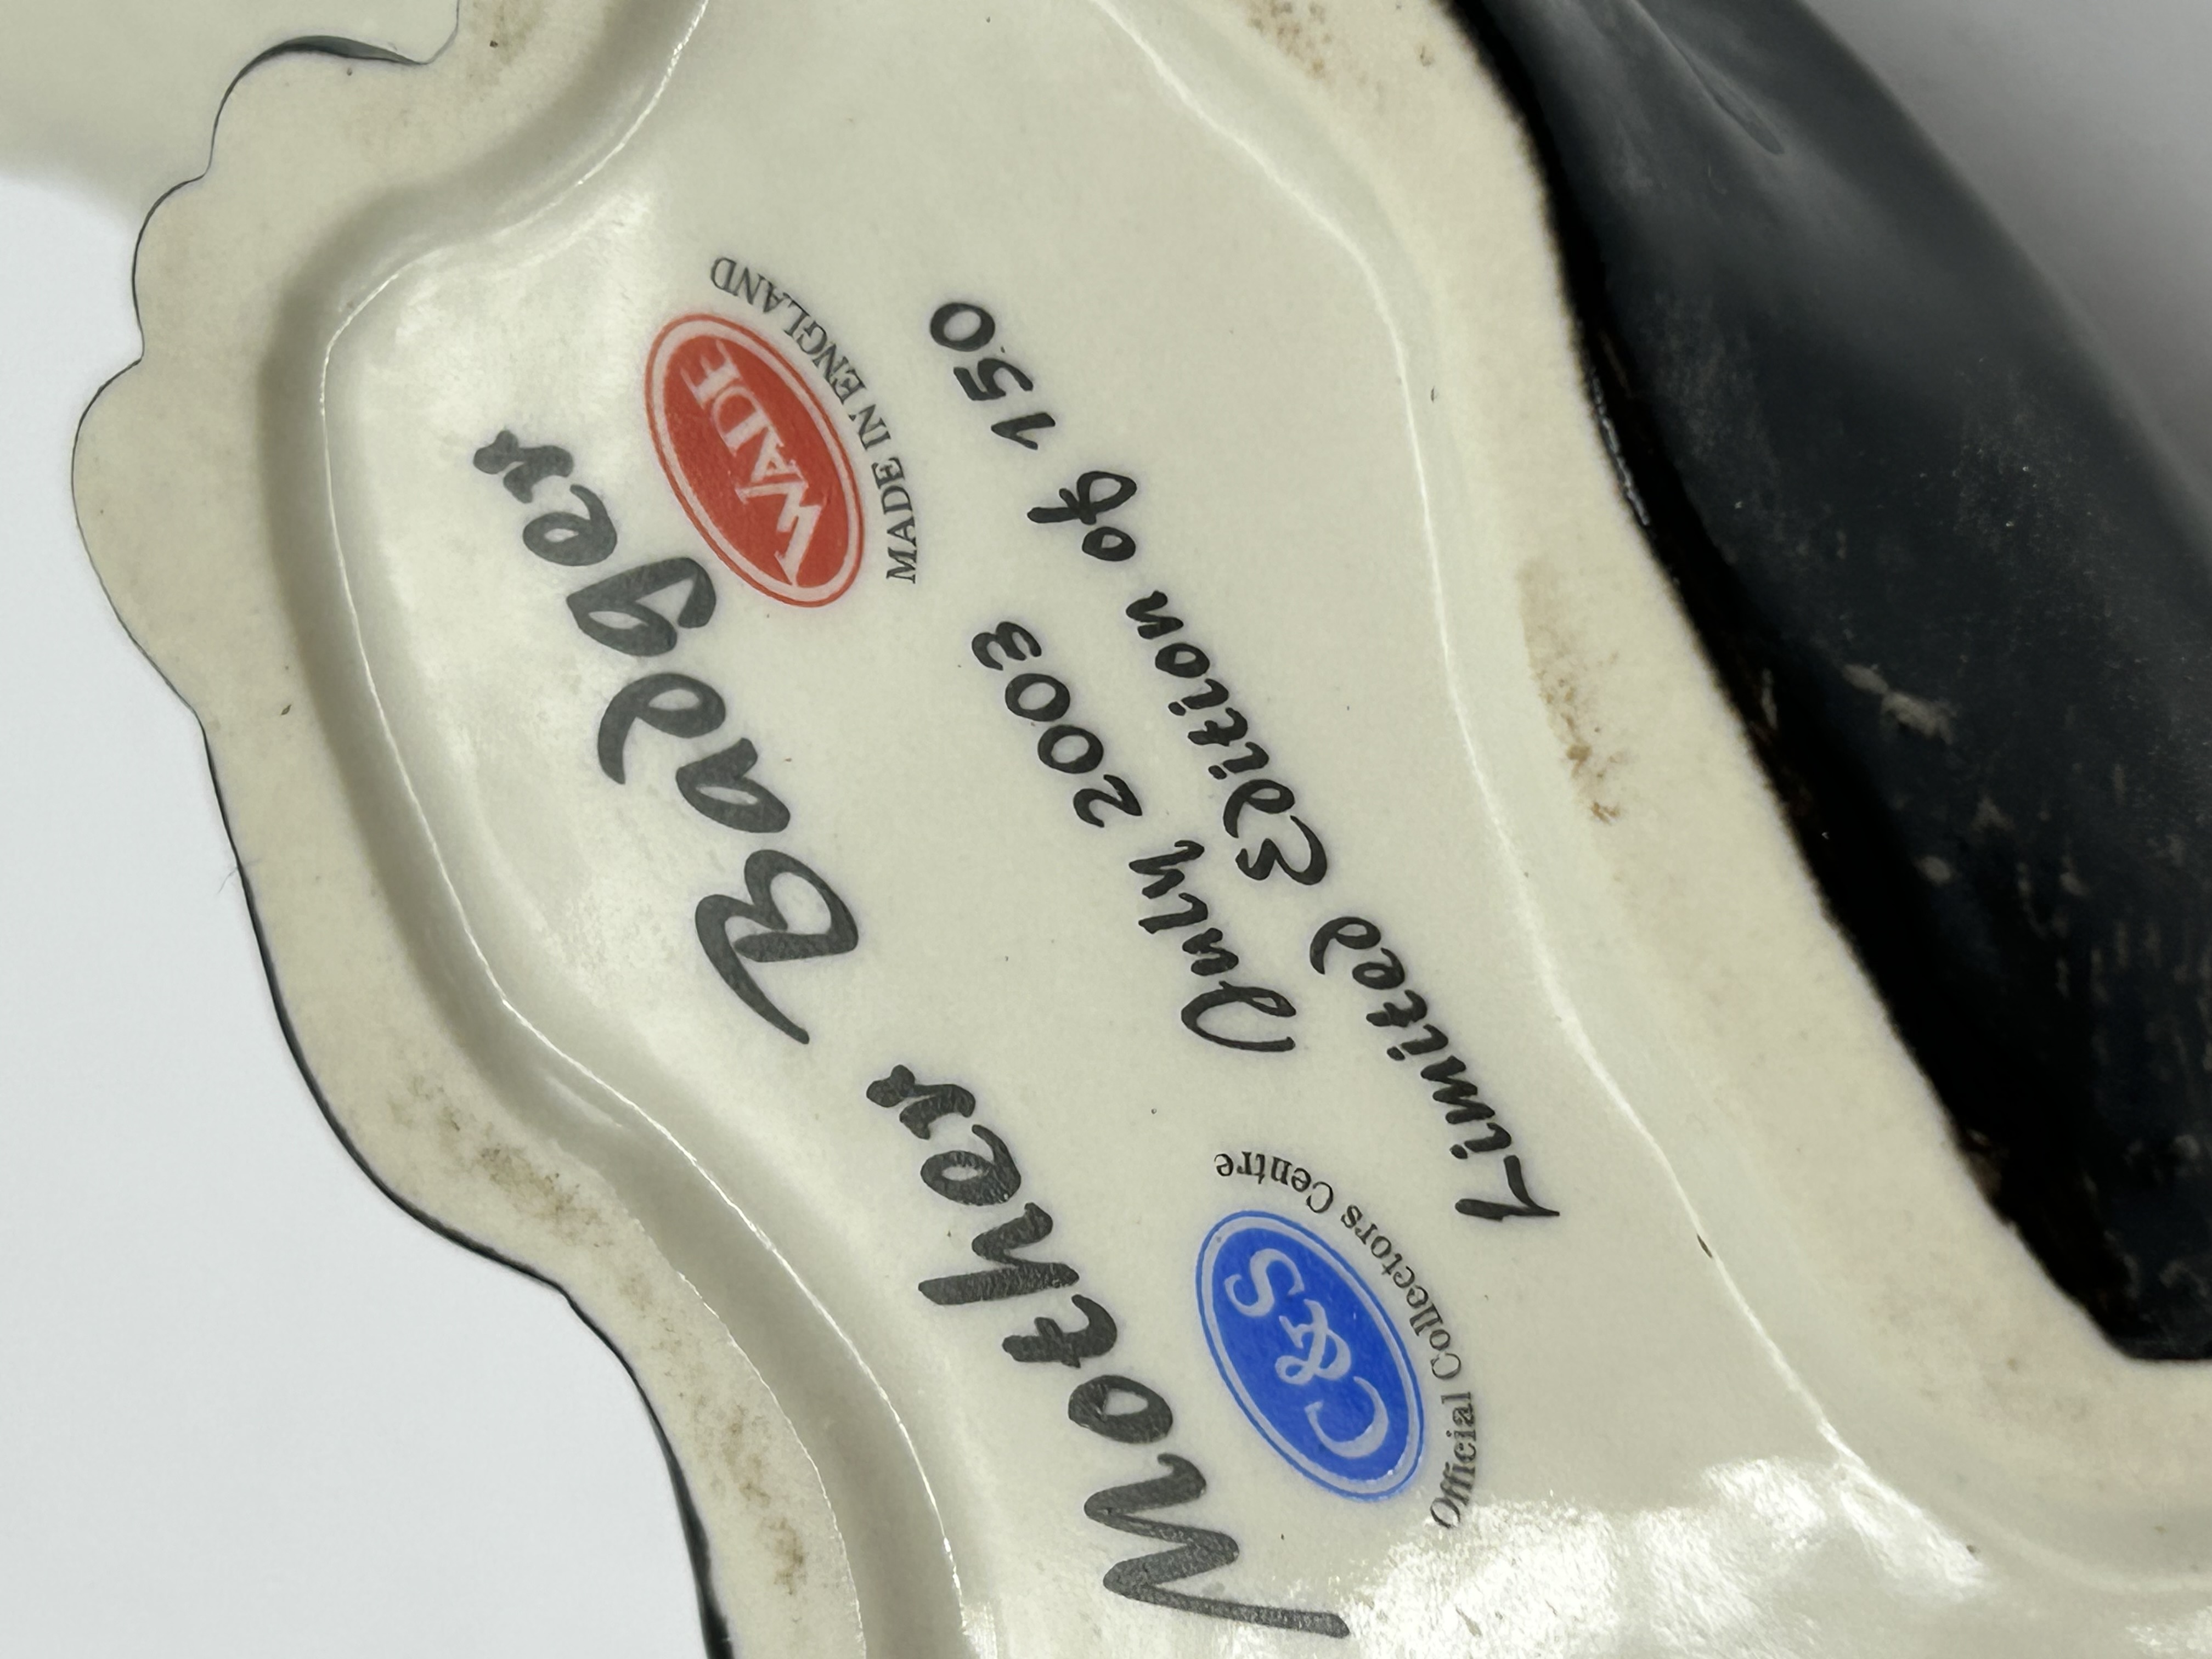 Mother Badger
C&S
Official Collectors Centre
July 2003
WADE
MADE IN ENGLAND
Limited Edition of 150